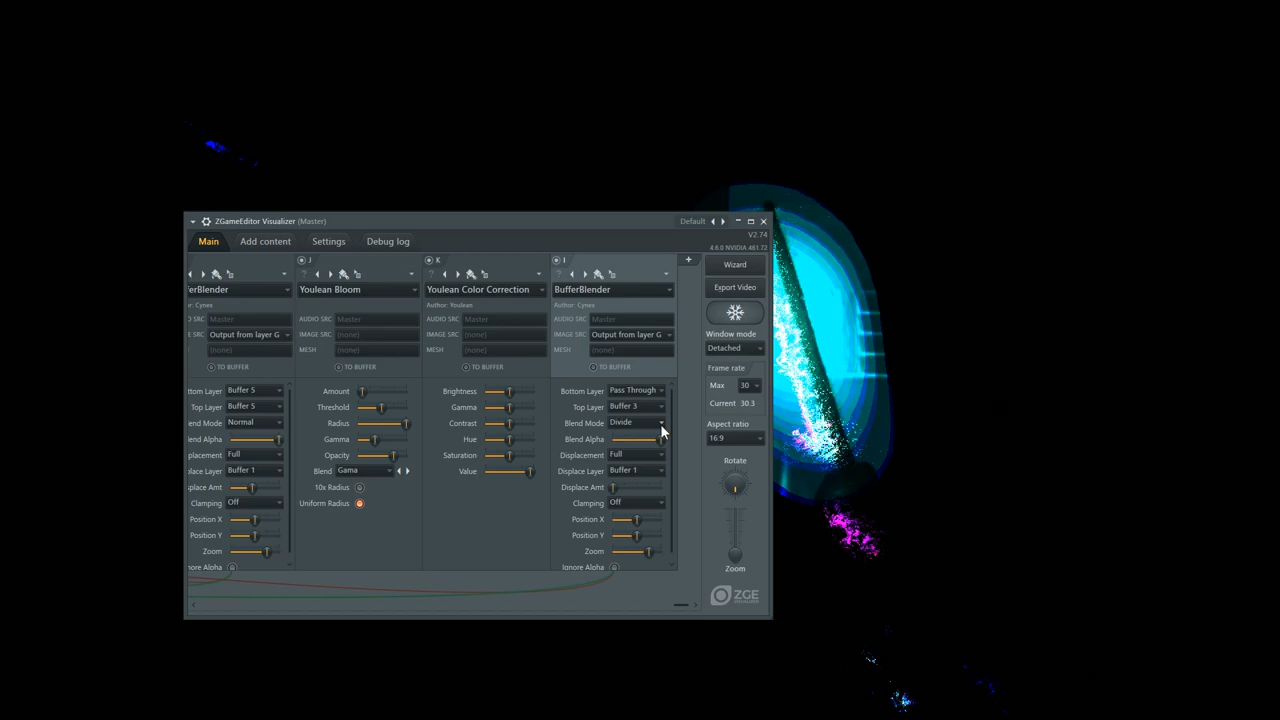 ZGameEditor Visualizer (Master)
Default
Main
Add content
Settings
Debug log
V2.74
4.6.0 NVIDIA 461.72
J
K
I
Wizard
Export Video
Window mode
Detached
Frame rate
Max 30
Current 30.3
Aspect ratio
16:9
Rotate
Zoom
ZGE
VISUALIZER
ferBlender
or: Cynex
O SRC Master
E SRC Output from layer G
(none)
TO BUFFER
ttom Layer Buffer 5
Top Layer Buffer 5
end Mode Normal
lend Alpha
placement Full
place Layer Buffer 1
splace Amt
Clamping Off
Position X
Position Y
Zoom
nore Alpha
Youlean Bloom
AUDIO SRC Master
IMAGE SRC (none)
MESH (none)
TO BUFFER
Amount
Threshold
Radius
Gamma
Opacity
Blend Gama
10x Radius
Uniform Radius
Youlean Color Correction
Author: Youlean
AUDIO SRC Master
IMAGE SRC (none)
MESH (none)
TO BUFFER
Brightness
Gamma
Contrast
Hue
Saturation
Value
BufferBlender
Author: Cynex
AUDIO SRC Master
IMAGE SRC Output from layer G
MESH (none)
TO BUFFER
Bottom Layer Pass Through
Top Layer Buffer 3
Blend Mode Divide
Blend Alpha
Displacement Full
Displace Layer Buffer 1
Displace Amt
Clamping Off
Position X
Position Y
Zoom
Ignore Alpha